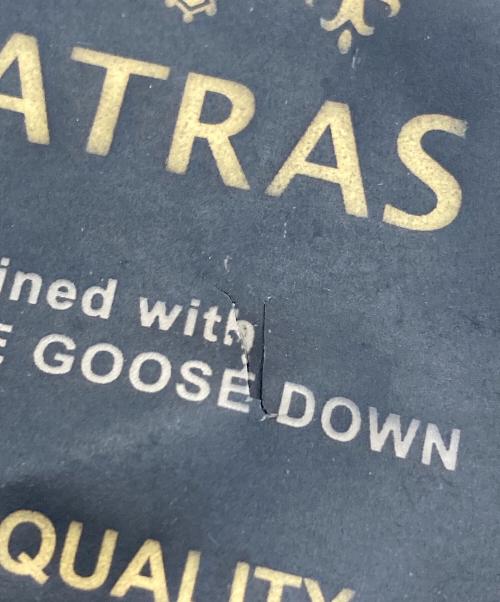 ATRAS
ined with
E GOOSE DOWN
QUALITY